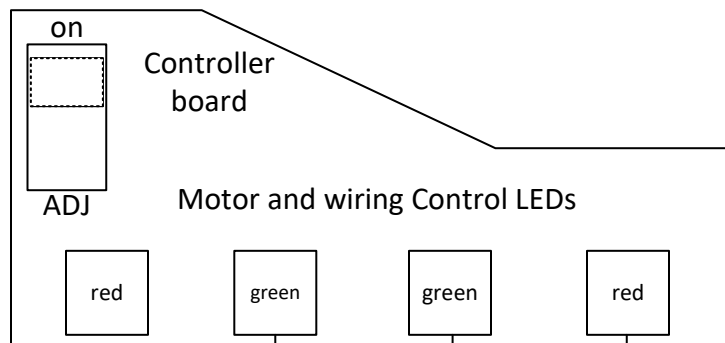 on
Controller
board
ADJ
Motor and wiring Control LEDs
red
green
green
red